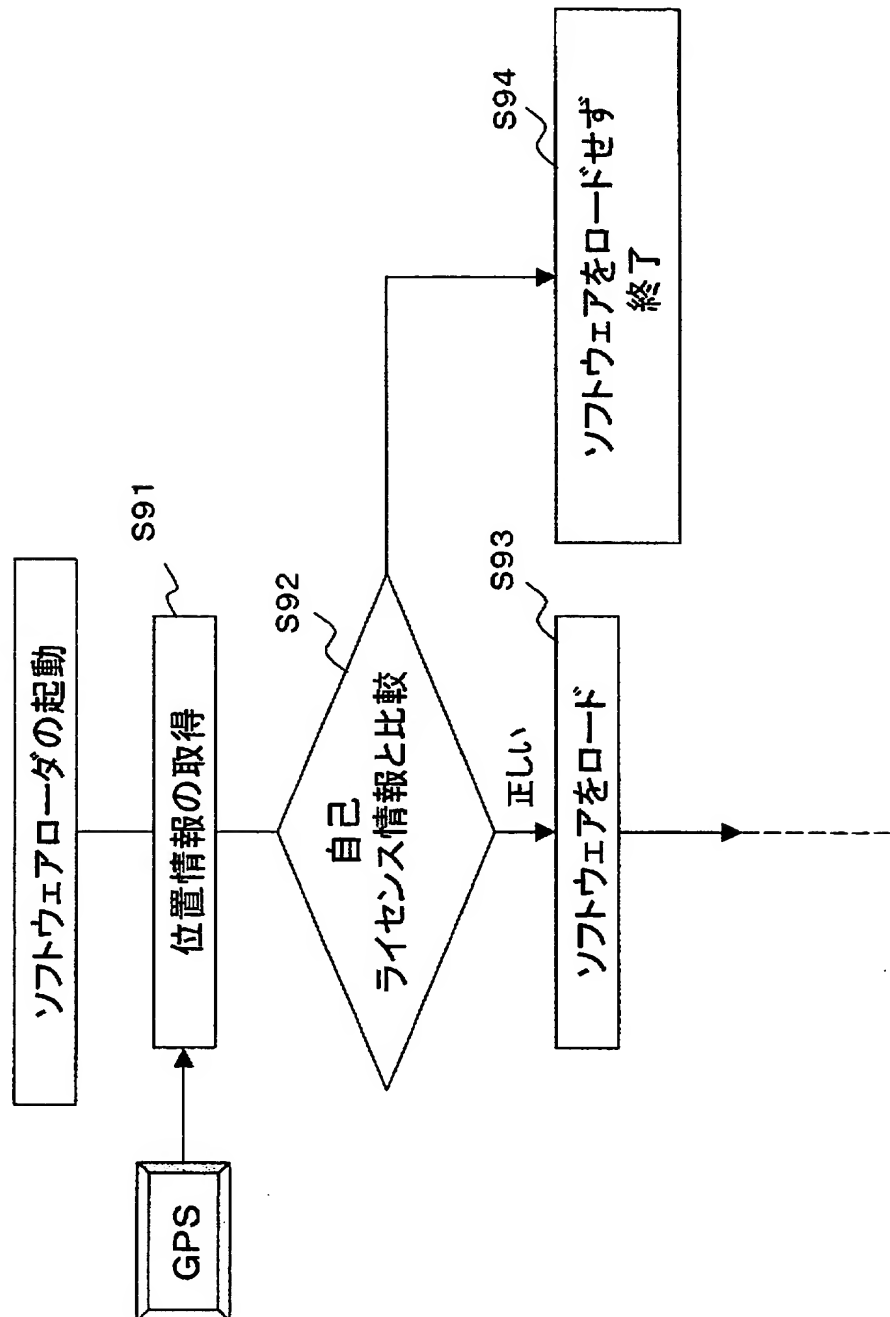 ソフトウェアローダの起動
GPS
位置情報の取得
S91
自己
ライセンス情報と比較
S92
正しい
ソフトウェアをロード
S93
ソフトウェアをロードせず
終了
S94